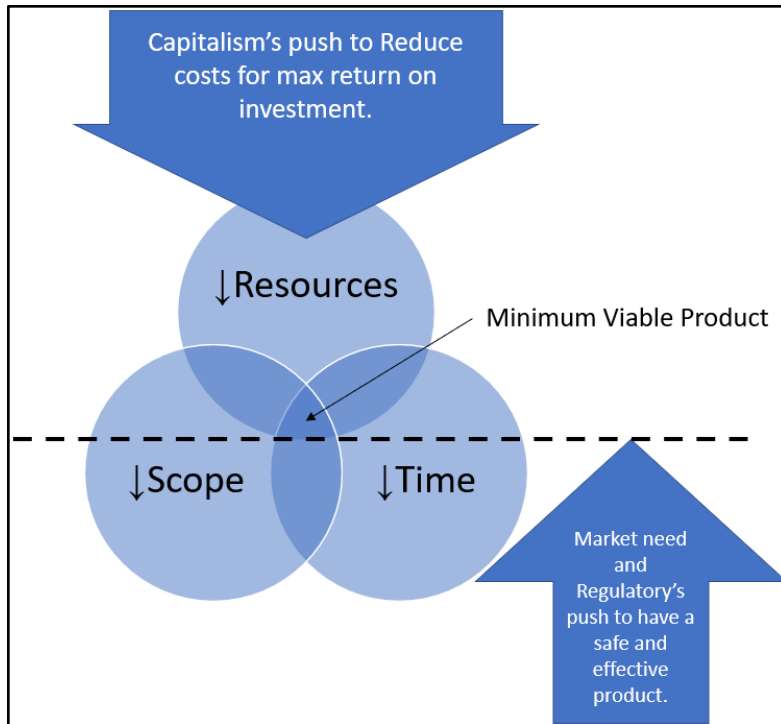 Capitalism’s push to Reduce
costs for max return on
investment.
↓Resources
Minimum Viable Product
↓Scope
↓Time
Market need
and
Regulatory’s
push to have a
safe and
effective
product.